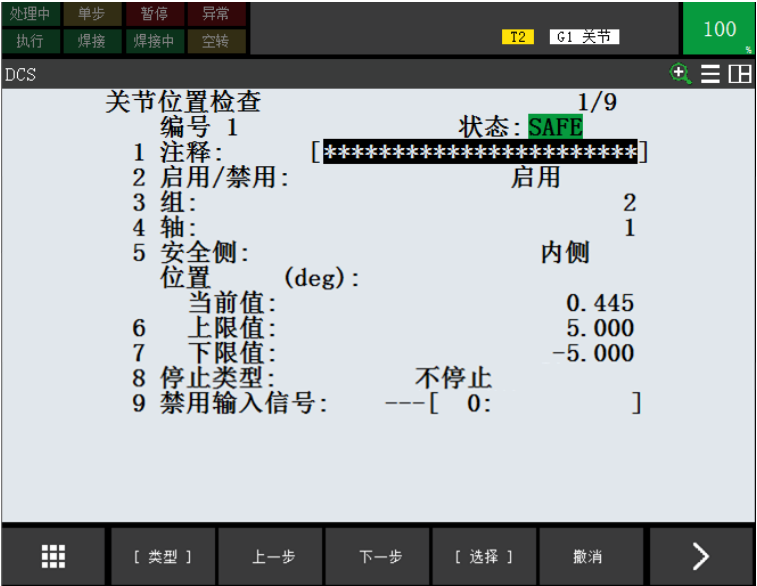 处理中 单步 暂停 异常
执行 焊接 焊接中 空转 T2 G1 关节 100 %
DCS
关节位置检查 1/9
编号 1 状态: SAFE
1 注释: [***********************]
2 启用/禁用: 启用
3 组: 2
4 轴: 1
5 安全侧: 内侧
位置 (deg):
当前值: 0.445
6 上限值: 5.000
7 下限值: -5.000
8 停止类型: 不停止
9 禁用输入信号: ---[ 0: ]
[ 类型 ] 上一步 下一步 [ 选择 ] 撤消